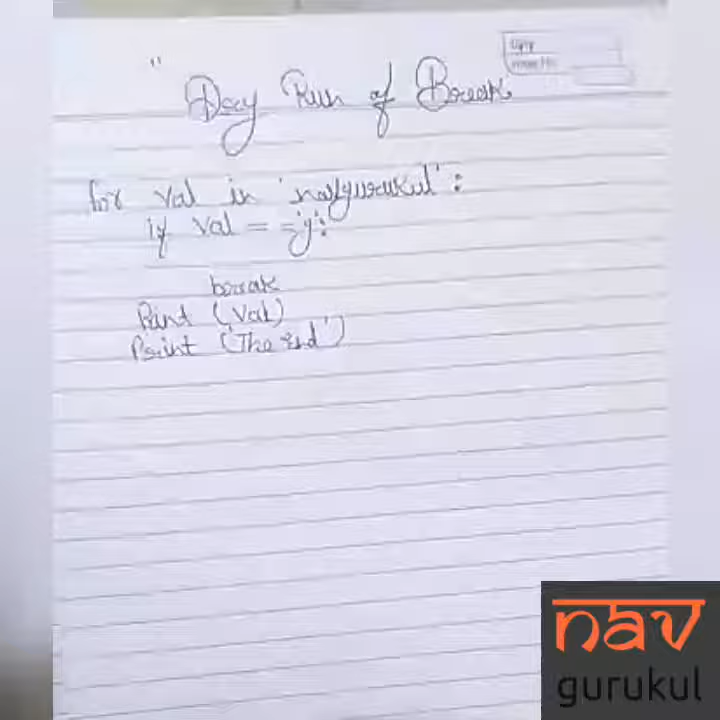 "
Dry Run of Break
for val in 'navgurukul':
if val = ='g':
break
Print (val)
Print ('The End')
nav
gurukul